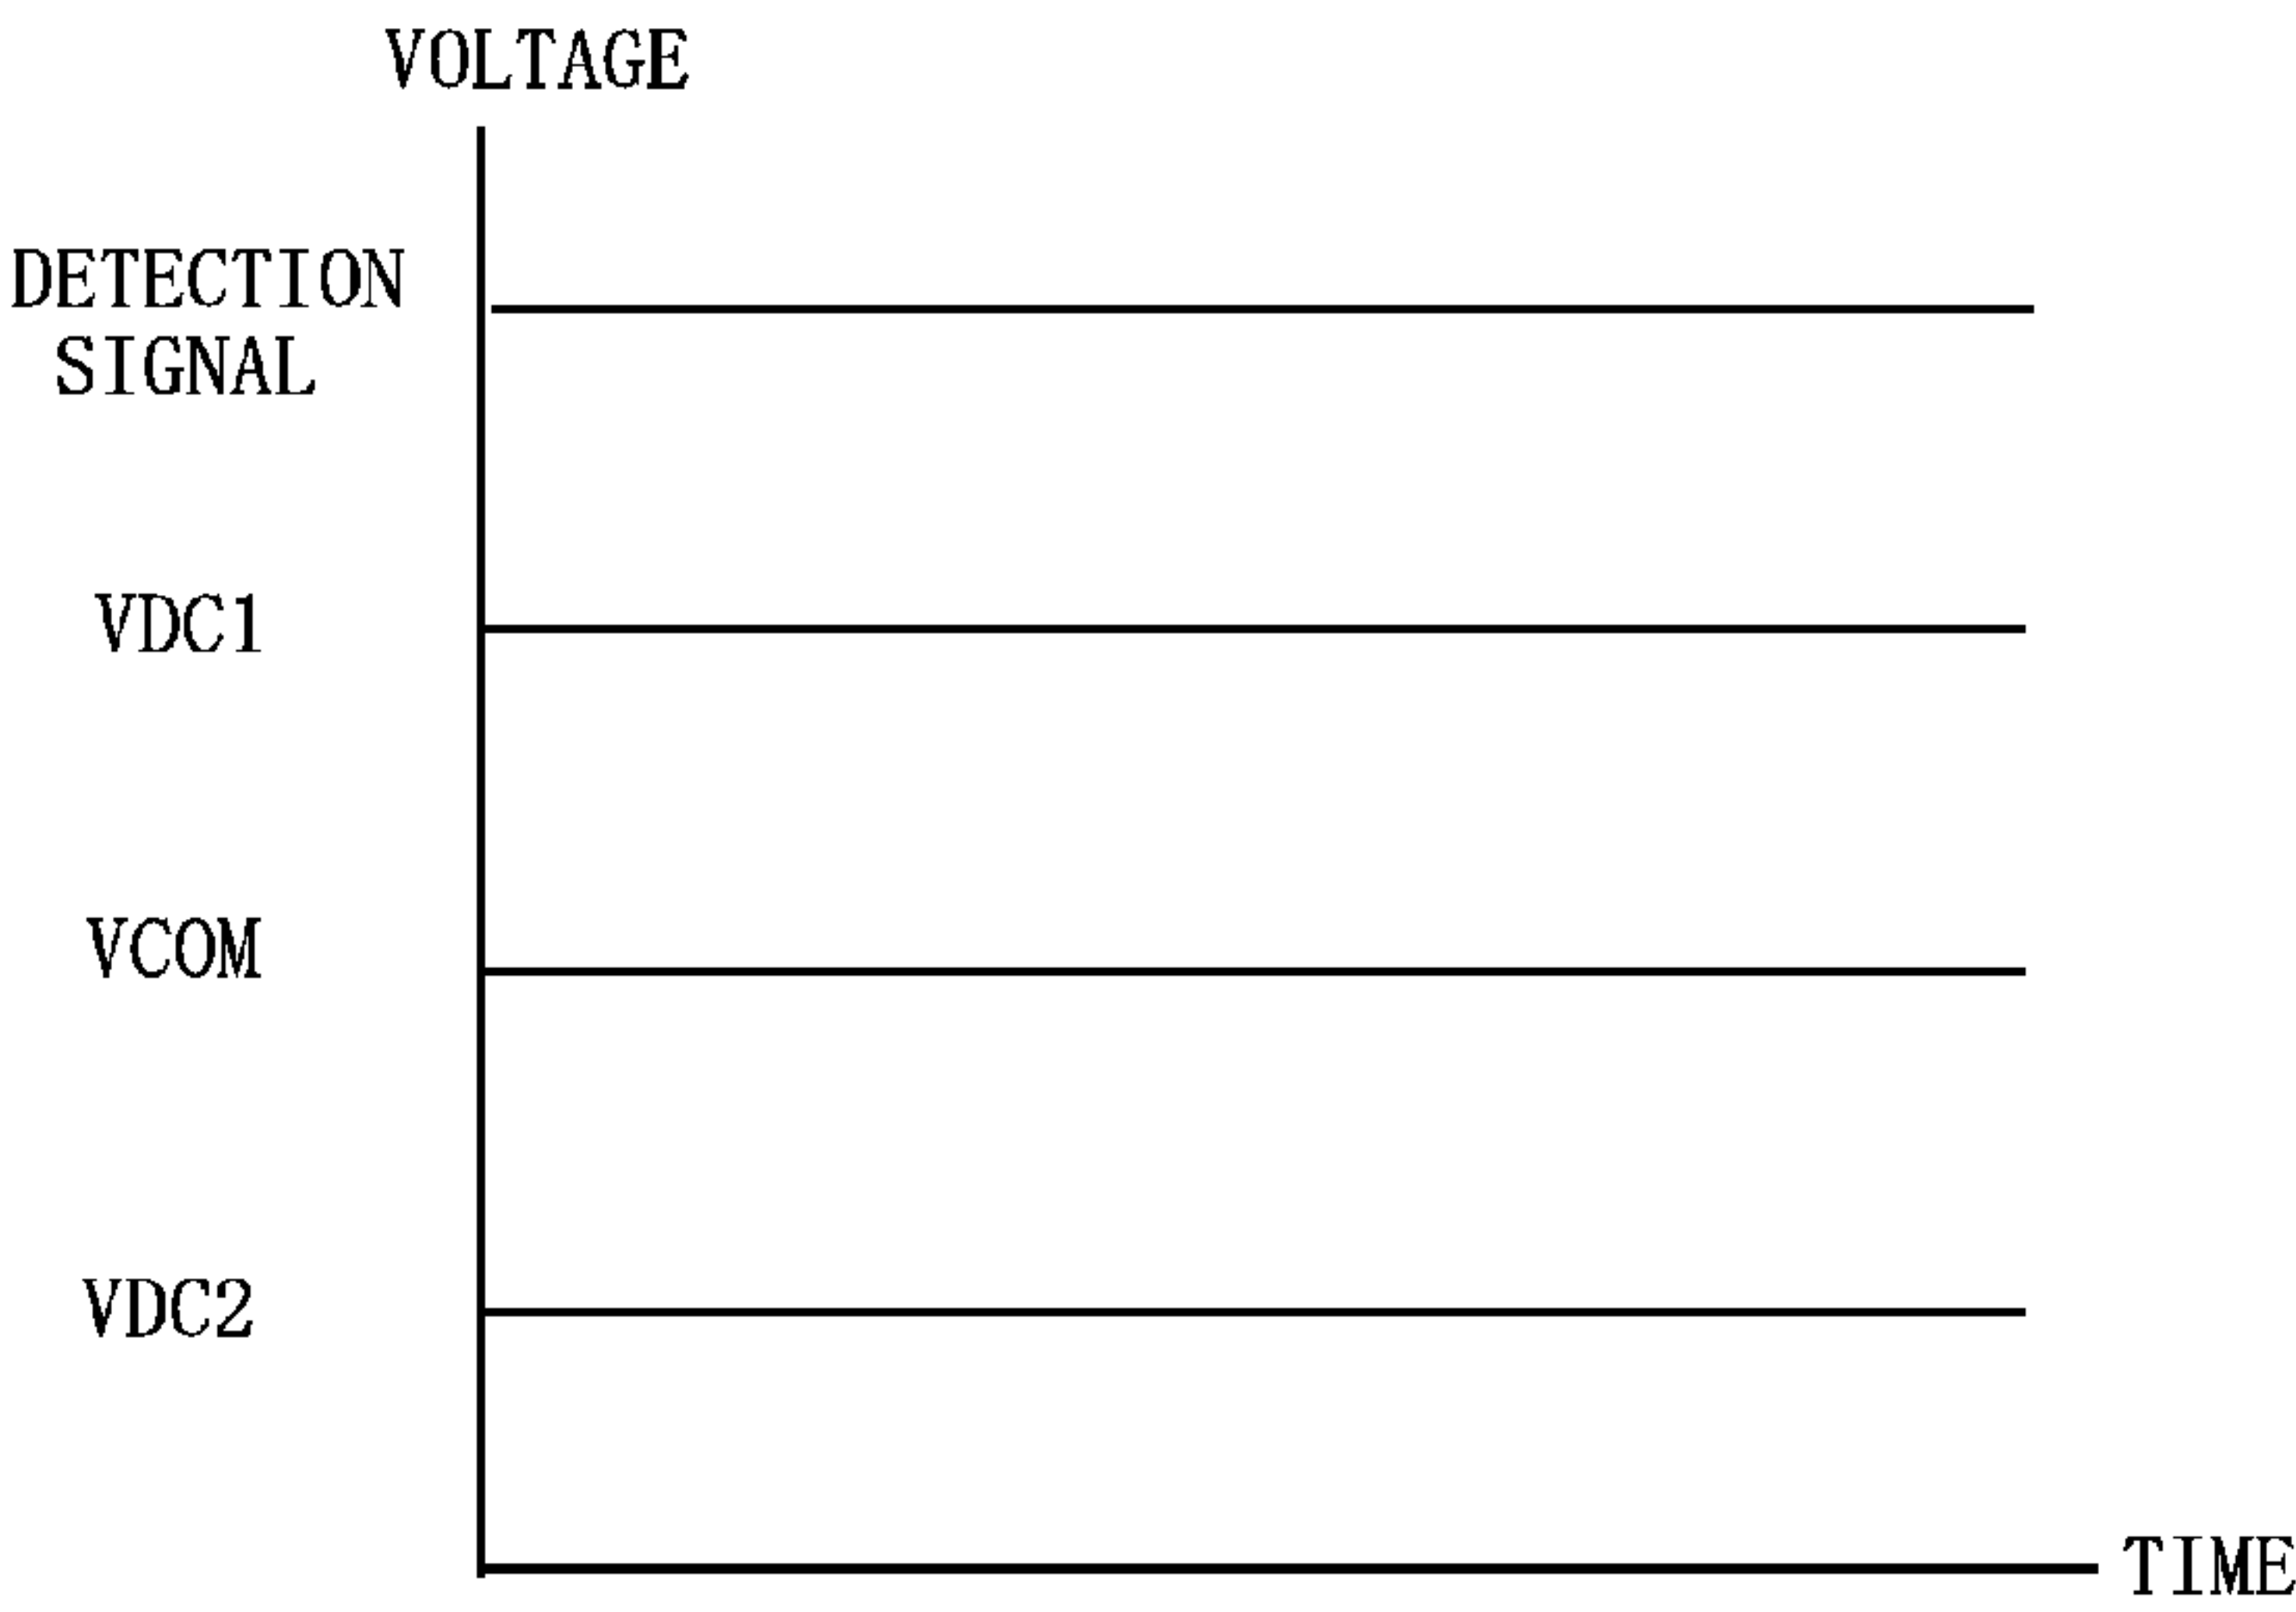 VOLTAGE
DETECTION
SIGNAL
VDC1
VCOM
VDC2
TIME